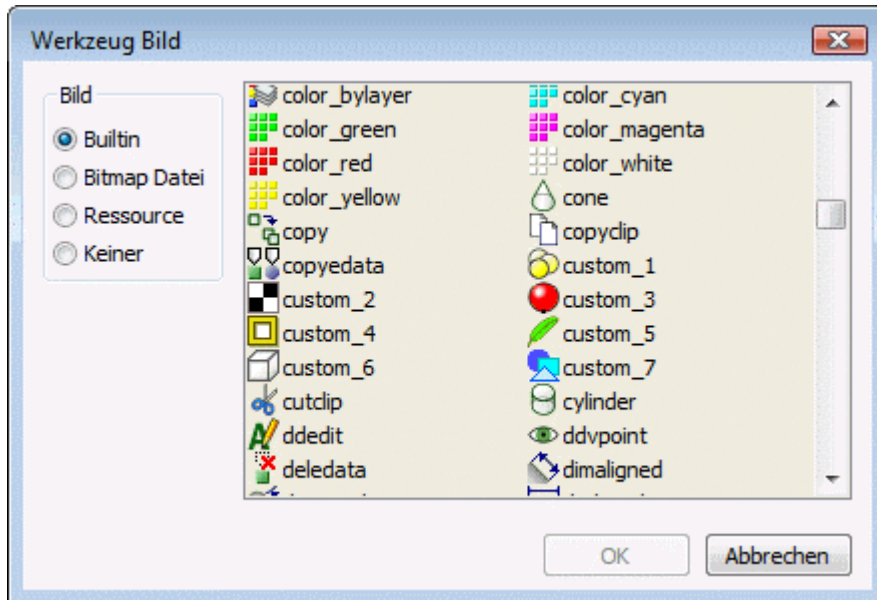 Werkzeug Bild
Bild
Builtin
Bitmap Datei
Ressource
Keiner
color_bylayer color_cyan
color_green color_magenta
color_red color_white
color_yellow cone
copy copyclip
copyedata custom_1
custom_2 custom_3
custom_4 custom_5
custom_6 custom_7
cutclip cylinder
ddedit ddvpoint
deledata dimaligned
OK Abbrechen